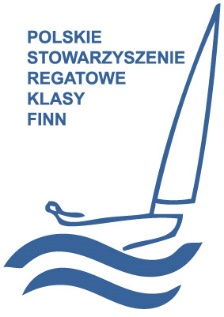 POLSKIE
STOWARZYSZENIE
REGATOWE
KLASY
FINN